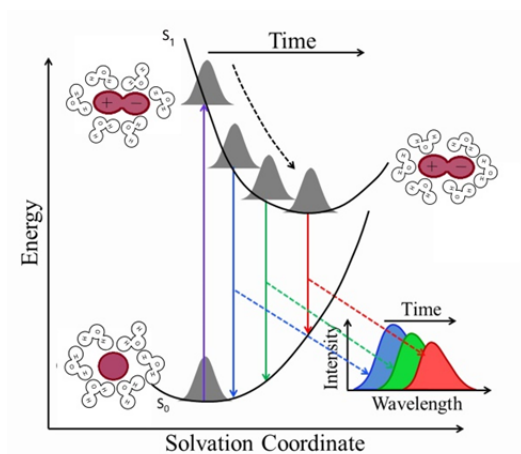 S1
Time
+ −
+ −
Energy
Time
Intensity
Wavelength
S0
Solvation Coordinate